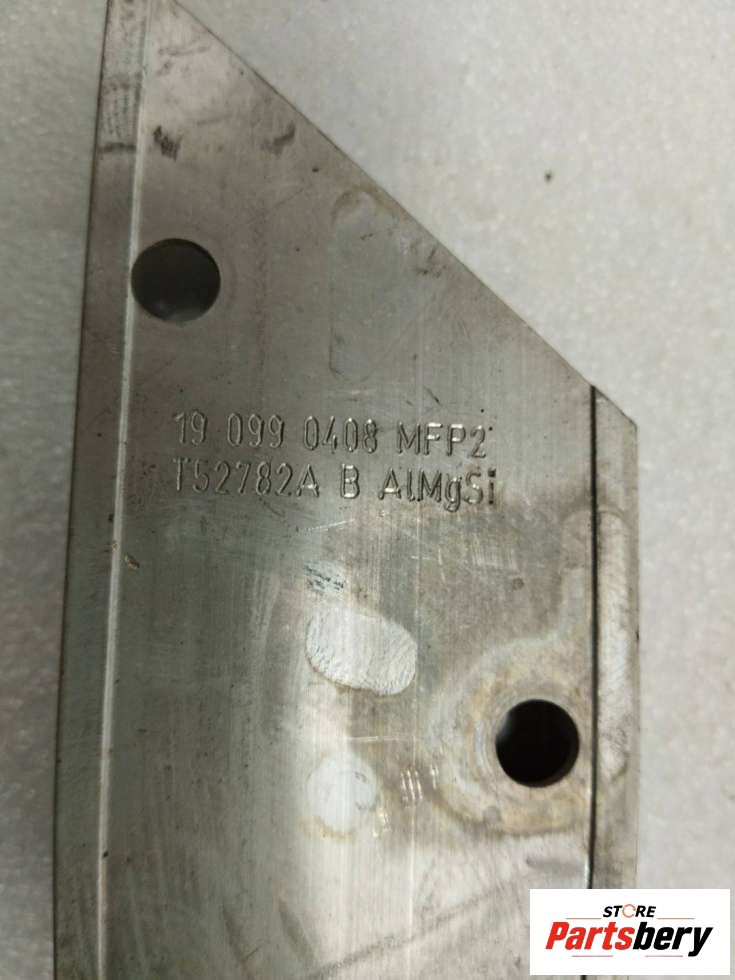 19 099 0408 MFP2
T52782A B AlMgSi
STORE
Partsbery